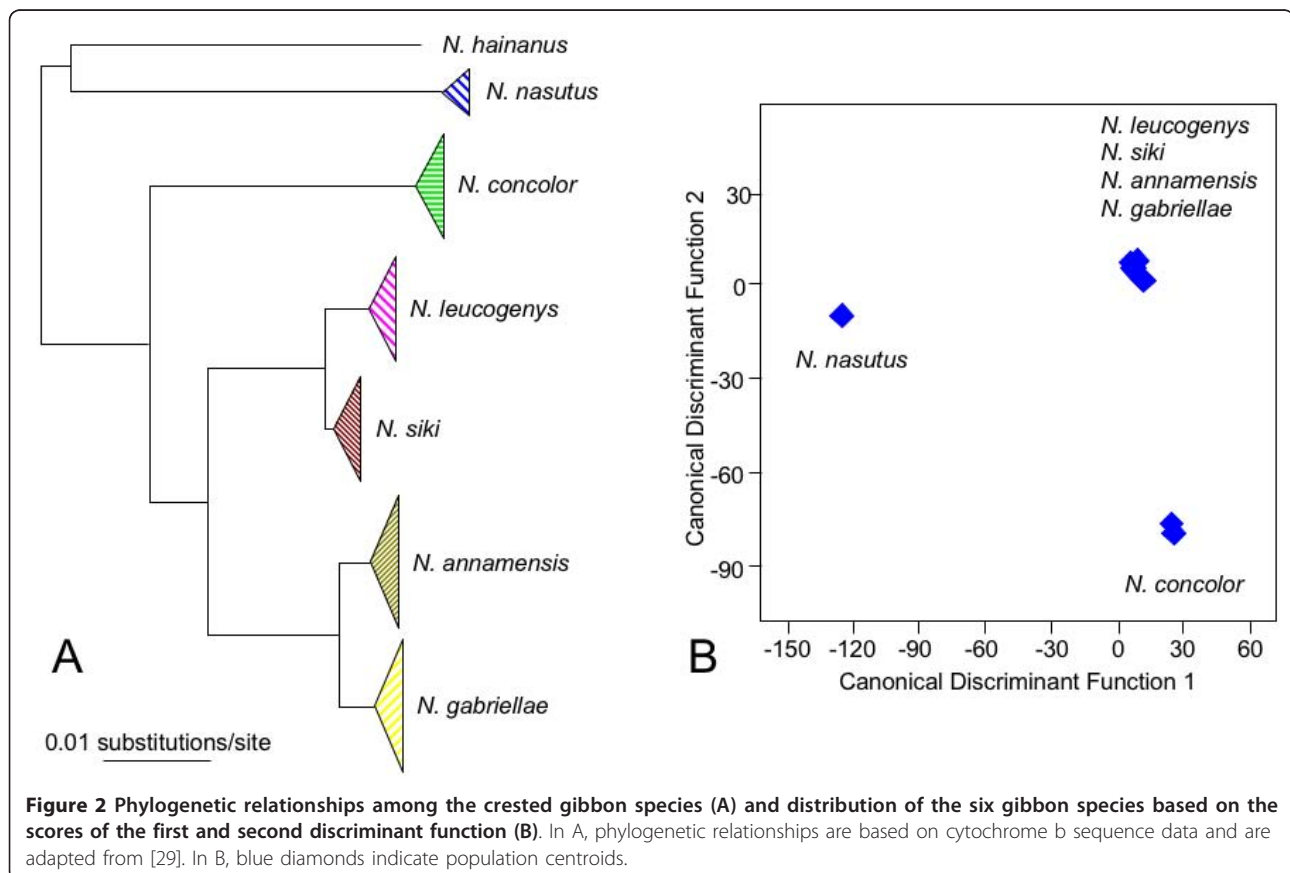 N. hainanus
N. nasutus
N. concolor
N. leucogenys
N. siki
N. annamensis
N. gabriellae
A
0.01 substitutions/site
N. leucogenys
N. siki
N. annamensis
N. gabriellae
Canonical Discriminant Function 2
30
0
-30
-60
-90
N. nasutus
N. concolor
B
-150 -120 -90 -60 -30 0 30 60
Canonical Discriminant Function 1
Figure 2 Phylogenetic relationships among the crested gibbon species (A) and distribution of the six gibbon species based on the
scores of the first and second discriminant function (B). In A, phylogenetic relationships are based on cytochrome b sequence data and are
adapted from [29]. In B, blue diamonds indicate population centroids.